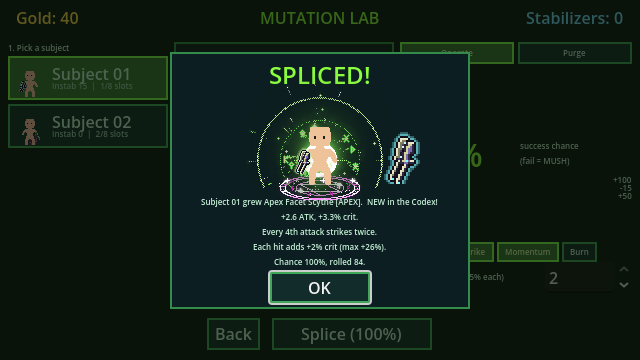 Gold: 40
MUTATION LAB
Stabilizers: 0
1. Pick a subject
Purge
Subject 01
Instab 15 | 1/8 slots
Subject 02
Instab 0 | 2/8 slots
SPLICED!
%
success chance
(fail = MUSH)
+100
-15
+50
Subject 01 grew Apex Facet Scythe [APEX]. NEW in the Codex!
+2.6 ATK, +3.3% crit.
Every 4th attack strikes twice.
Each hit adds +2% crit (max +26%).
Chance 100%, rolled 84.
Momentum
Burn
5% each)
2
OK
Back
Splice (100%)